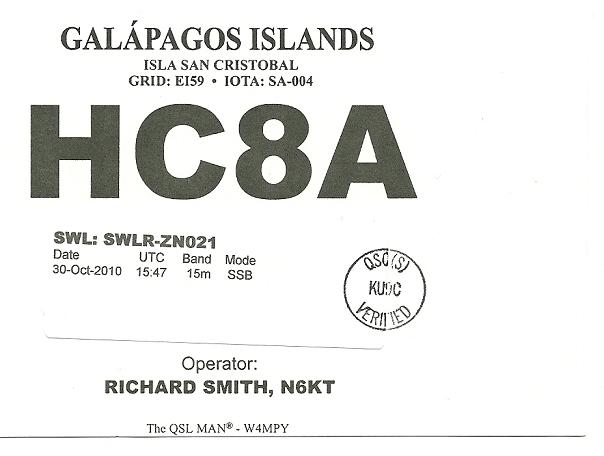 GALÁPAGOS ISLANDS
ISLA SAN CRISTOBAL
GRID: EI59 • IOTA: SA-004
HC8A
SWL: SWLR-ZN021
Date UTC Band Mode
30-Oct-2010 15:47 15m SSB
QSO(S)
VERIFIED
Operator:
RICHARD SMITH, N6KT
The QSL MAN® - W4MPY